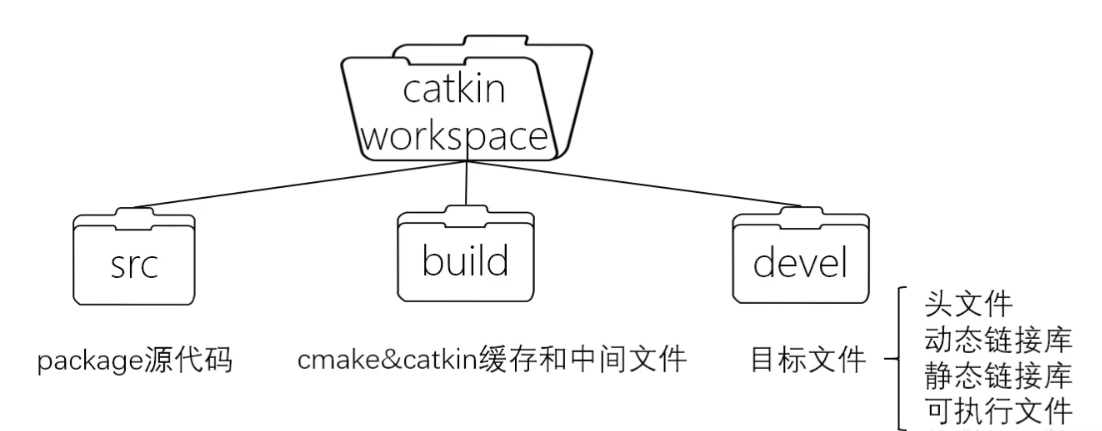 catkin
workspace
src
build
devel
package源代码
cmake&catkin缓存和中间文件
目标文件
头文件
动态链接库
静态链接库
可执行文件